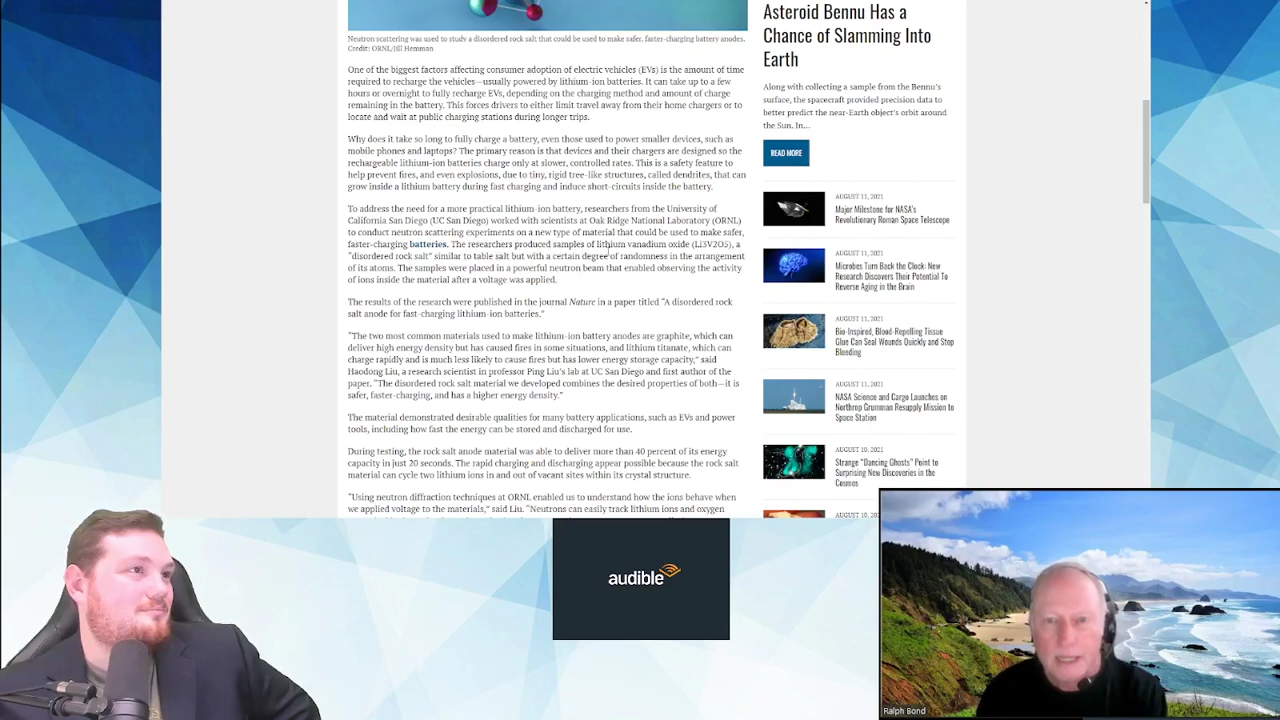 Neutron scattering was used to study a disordered rock salt that could be used to make safer, faster-charging battery anodes.
Credit: ORNL/Jill Hemman
One of the biggest factors affecting consumer adoption of electric vehicles (EVs) is the amount of time
required to recharge the vehicles—usually powered by lithium-ion batteries. It can take up to a few
hours or overnight to fully recharge EVs, depending on the charging method and amount of charge
remaining in the battery. This forces drivers to either limit travel away from their home chargers or to
locate and wait at public charging stations during longer trips.
Why does it take so long to fully charge a battery, even those used to power smaller devices, such as
mobile phones and laptops? The primary reason is that devices and their chargers are designed so the
rechargeable lithium-ion batteries charge only at slower, controlled rates. This is a safety feature to
help prevent fires, and even explosions, due to tiny, rigid tree-like structures, called dendrites, that can
grow inside a lithium battery during fast charging and induce short-circuits inside the battery.
To address the need for a more practical lithium-ion battery, researchers from the University of
California San Diego (UC San Diego) worked with scientists at Oak Ridge National Laboratory (ORNL)
to conduct neutron scattering experiments on a new type of material that could be used to make safer,
faster-charging batteries. The researchers produced samples of lithium vanadium oxide (Li3V2O5), a
“disordered rock salt” similar to table salt but with a certain degree of randomness in the arrangement
of its atoms. The samples were placed in a powerful neutron beam that enabled observing the activity
of ions inside the material after a voltage was applied.
The results of the research were published in the journal Nature in a paper titled “A disordered rock
salt anode for fast-charging lithium-ion batteries.”
“The two most common materials used to make lithium-ion battery anodes are graphite, which can
deliver high energy density but has caused fires in some situations, and lithium titanate, which can
charge rapidly and is much less likely to cause fires but has lower energy storage capacity,” said
Haodong Liu, a research scientist in professor Ping Liu’s lab at UC San Diego and first author of the
paper. “The disordered rock salt material we developed combines the desired properties of both—it is
safer, faster-charging, and has a higher energy density.”
The material demonstrated desirable qualities for many battery applications, such as EVs and power
tools, including how fast the energy can be stored and discharged for use.
During testing, the rock salt anode material was able to deliver more than 40 percent of its energy
capacity in just 20 seconds. The rapid charging and discharging appear possible because the rock salt
material can cycle two lithium ions in and out of vacant sites within its crystal structure.
“Using neutron diffraction techniques at ORNL enabled us to understand how the ions behave when
we applied voltage to the materials,” said Liu. “Neutrons can easily track lithium ions and oxygen
Asteroid Bennu Has a
Chance of Slamming Into
Earth
Along with collecting a sample from the Bennu’s
surface, the spacecraft provided precision data to
better predict the near-Earth object’s orbit around
the Sun. In...
READ MORE
AUGUST 11, 2021
Major Milestone for NASA’s
Revolutionary Roman Space Telescope
AUGUST 11, 2021
Microbes Turn Back the Clock: New
Research Discovers Their Potential To
Reverse Aging in the Brain
AUGUST 11, 2021
Bio-Inspired, Blood-Repelling Tissue
Glue Can Seal Wounds Quickly and Stop
Bleeding
AUGUST 11, 2021
NASA Science and Cargo Launches on
Northrop Grumman Resupply Mission to
Space Station
AUGUST 10, 2021
Strange “Dancing Ghosts” Point to
Surprising New Discoveries in the
Cosmos
AUGUST 10, 202
audible
Ralph Bond